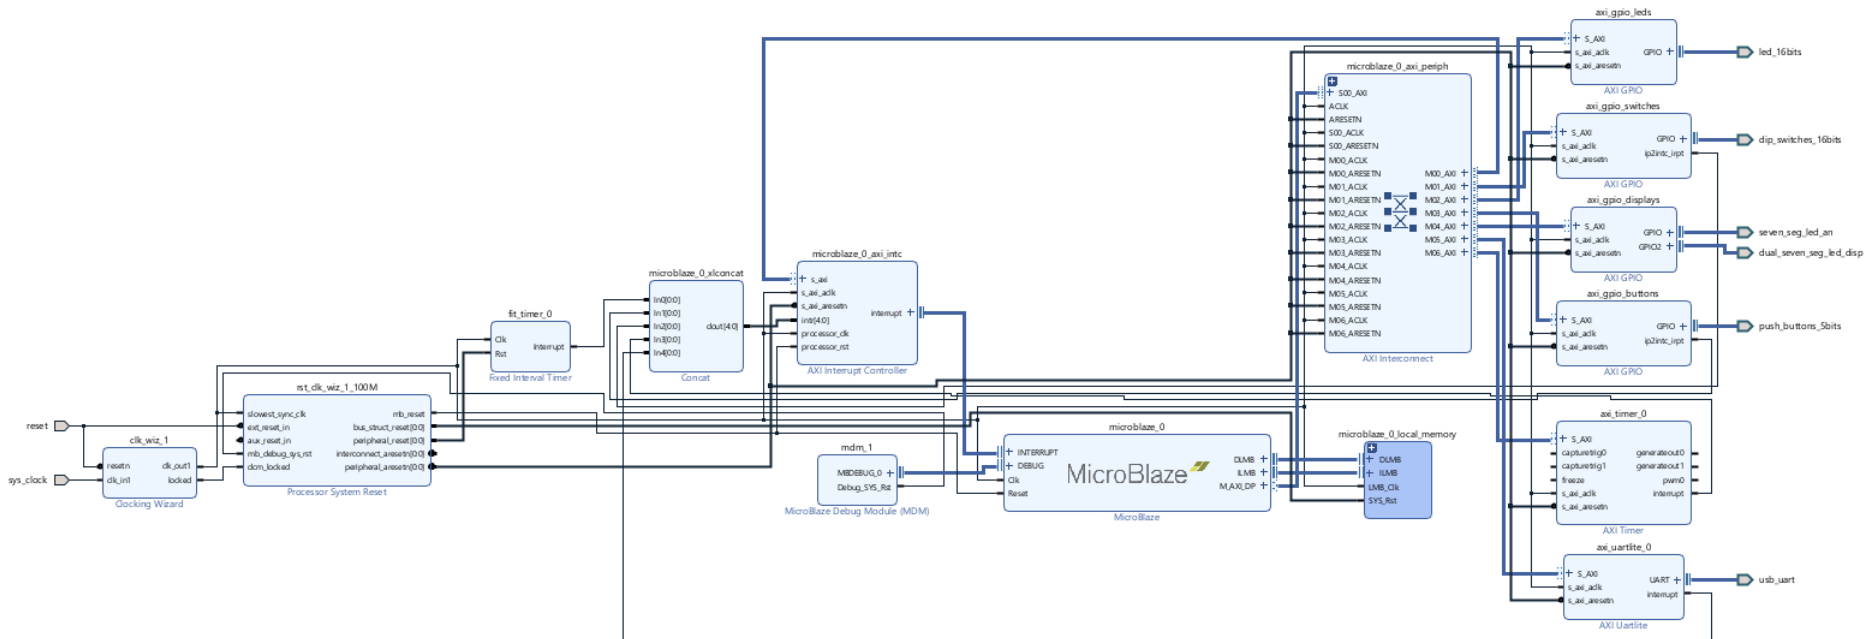 reset
sys_clock
clk_wiz_1
resetn
clk_in1
clk_out1
locked
Clocking Wizard
rst_clk_wiz_1_100M
slowest_sync_clk
ext_reset_in
aux_reset_in
mb_debug_sys_rst
dcm_locked
mb_reset
bus_struct_reset[0:0]
peripheral_reset[0:0]
interconnect_aresetn[0:0]
peripheral_aresetn[0:0]
Processor System Reset
fit_timer_0
Clk
Rst
Interrupt
Fixed Interval Timer
microblaze_0_xlconcat
In0[0:0]
In1[0:0]
In2[0:0]
In3[0:0]
In4[0:0]
dout[4:0]
Concat
microblaze_0_axi_intc
s_axi
s_axi_aclk
s_axi_aresetn
intr[4:0]
processor_clk
processor_rst
interrupt
AXI Interrupt Controller
mdm_1
MBDEBUG_0
Debug_SYS_Rst
MicroBlaze Debug Module (MDM)
microblaze_0
INTERRUPT
DEBUG
Clk
Reset
MicroBlaze
DLMB
ILMB
M_AXI_DP
MicroBlaze
microblaze_0_local_memory
DLMB
ILMB
LMB_Clk
SYS_Rst
microblaze_0_axi_periph
S00_AXI
ACLK
ARESETN
S00_ACLK
S00_ARESETN
M00_ACLK
M00_ARESETN
M01_ACLK
M01_ARESETN
M02_ACLK
M02_ARESETN
M03_ACLK
M03_ARESETN
M04_ACLK
M04_ARESETN
M05_ACLK
M05_ARESETN
M06_ACLK
M06_ARESETN
M00_AXI
M01_AXI
M02_AXI
M03_AXI
M04_AXI
M05_AXI
M06_AXI
AXI Interconnect
axi_gpio_leds
S_AXI
s_axi_aclk
s_axi_aresetn
GPIO
AXI GPIO
led_16bits
axi_gpio_switches
S_AXI
s_axi_aclk
s_axi_aresetn
GPIO
ip2intc_irpt
AXI GPIO
dip_switches_16bits
axi_gpio_displays
S_AXI
s_axi_aclk
s_axi_aresetn
GPIO
GPIO2
AXI GPIO
seven_seg_led_an
dual_seven_seg_led_disp
axi_gpio_buttons
S_AXI
s_axi_aclk
s_axi_aresetn
GPIO
ip2intc_irpt
AXI GPIO
push_buttons_5bits
axi_timer_0
S_AXI
capturetrig0
capturetrig1
freeze
s_axi_aclk
s_axi_aresetn
generateout0
generateout1
pwm0
interrupt
AXI Timer
axi_uartlite_0
S_AXI
s_axi_aclk
s_axi_aresetn
UART
interrupt
AXI Uartlite
usb_uart